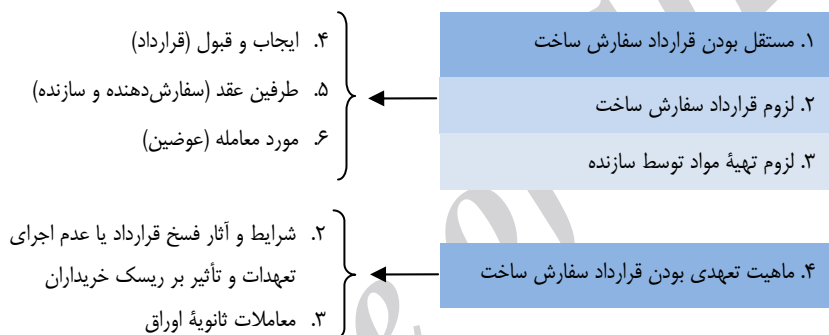 ۱. مستقل بودن قرارداد سفارش ساخت
۲. لزوم قرارداد سفارش ساخت
۳. لزوم تهیۀ مواد توسط سازنده
۴. ایجاب و قبول (قرارداد)
۵. طرفین عقد (سفارش‌دهنده و سازنده)
۶. مورد معامله (عوضین)
۴. ماهیت تعهدی بودن قرارداد سفارش ساخت
۲. شرایط و آثار فسخ قرارداد یا عدم اجرای
تعهدات و تأثیر بر ریسک خریداران
۳. معاملات ثانویۀ اوراق